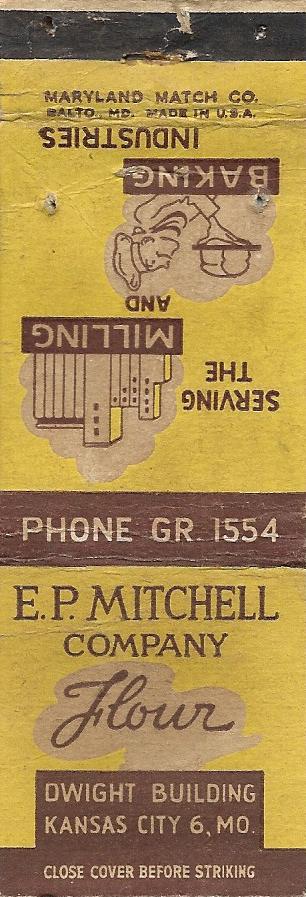 MARYLAND MATCH CO.
BALTO. MD. MADE IN U.S.A.
SERVING
THE
MILLING
AND
BAKING
INDUSTRIES
PHONE GR. 1554
E.P. MITCHELL
COMPANY
Flour
DWIGHT BUILDING
KANSAS CITY 6, MO.
CLOSE COVER BEFORE STRIKING